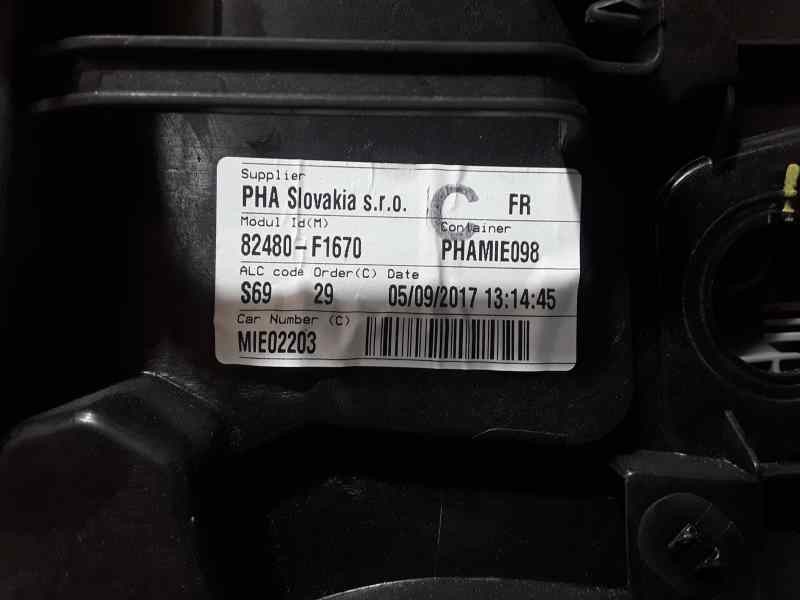 Supplier
PHA Slovakia s.r.o. C FR
Modul Id(M) Container
82480-F1670 PHAMIE098
ALC code Order(C) Date
S69 29 05/09/2017 13:14:45
Car Number (C)
MIE02203